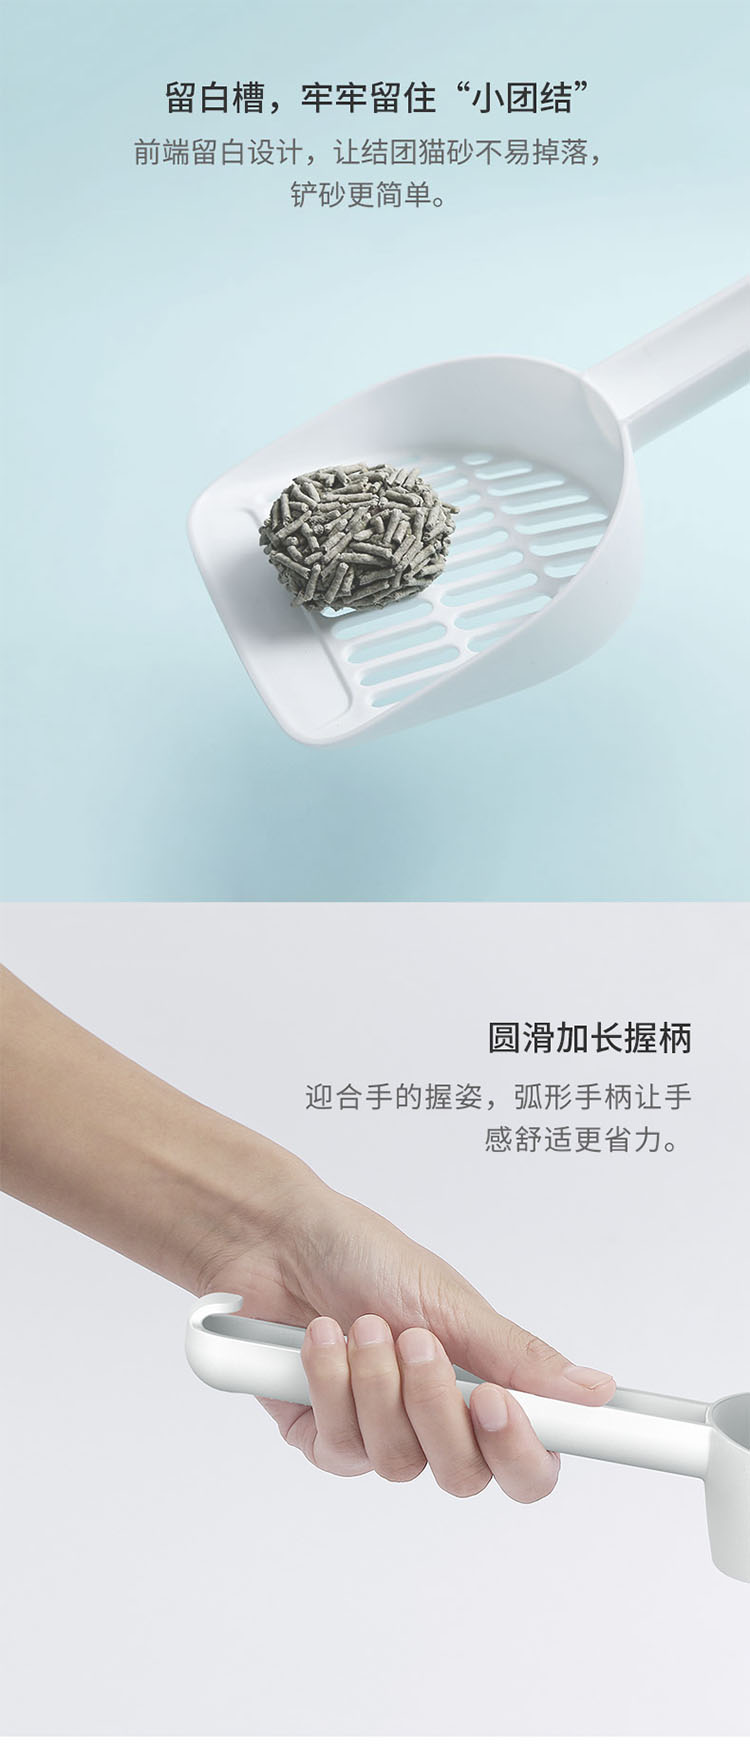 留白槽，牢牢留住“小团结”
前端留白设计，让结团猫砂不易掉落，
铲砂更简单。
圆滑加长握柄
迎合手的握姿，弧形手柄让手
感舒适更省力。